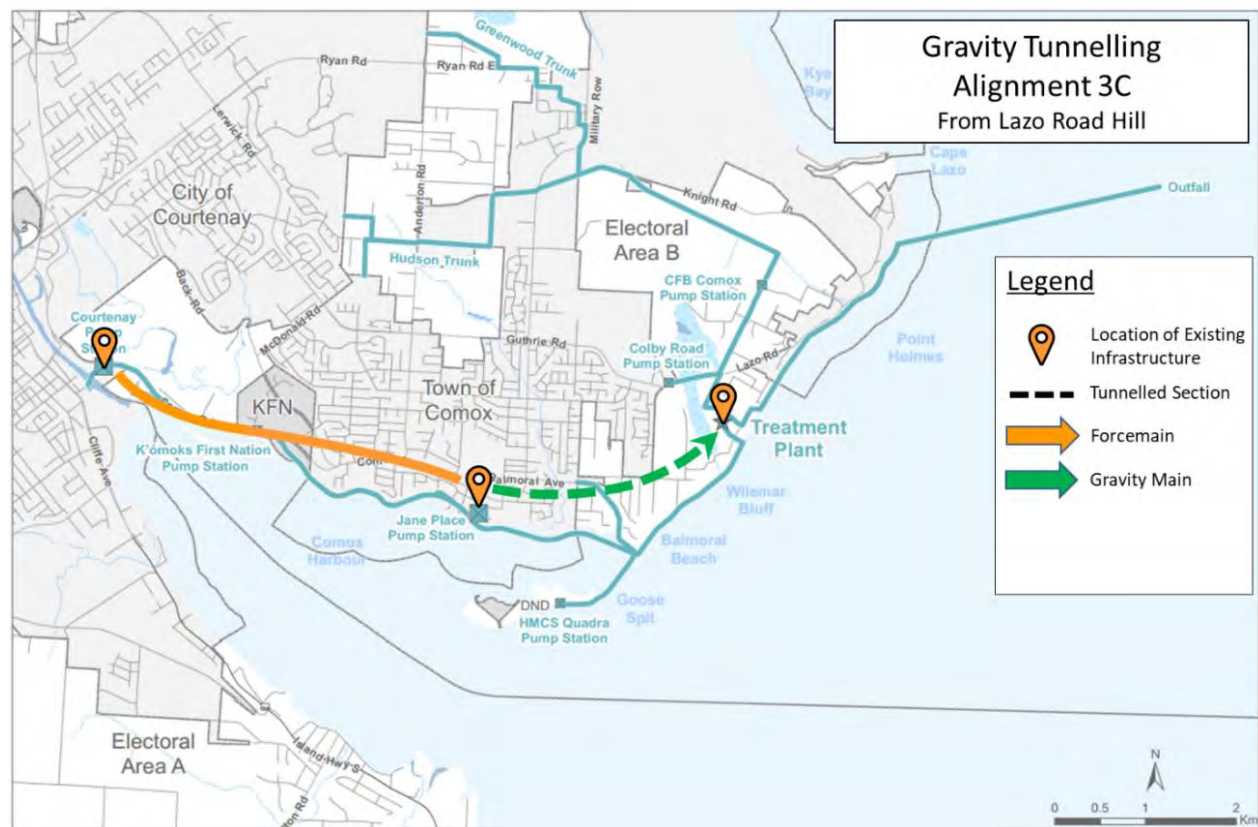 Gravity Tunnelling
Alignment 3C
From Lazo Road Hill
Greenwood Trunk
Ryan Rd
Ryan Rd E
Lerwick Rd
Military Row
Kye
Bay
Cape
Lazo
City of
Courtenay
Anderton Rd
Knight Rd
Outfall
Electoral
Area B
Hudson Trunk
Back Rd
CFB Comox
Pump Station
Legend
Location of Existing
Infrastructure
Tunnelled Section
Forcemain
Gravity Main
Courtenay
Station
McDonald Rd
Guthrie Rd
Colby Road
Pump Station
Lazo Rd
Point
Holmes
Town of
Comox
KFN
Treatment
Plant
K'ómoks First Nation
Pump Station
Cliffe Ave
Balmoral Ave
Jane Place
Pump Station
Willemar
Bluff
Comox
Harbour
Balmoral
Beach
Goose
Spit
DND
HMCS Quadra
Pump Station
Electoral
Area A
Island Hwy S
N
0 0.5 1 2
Km